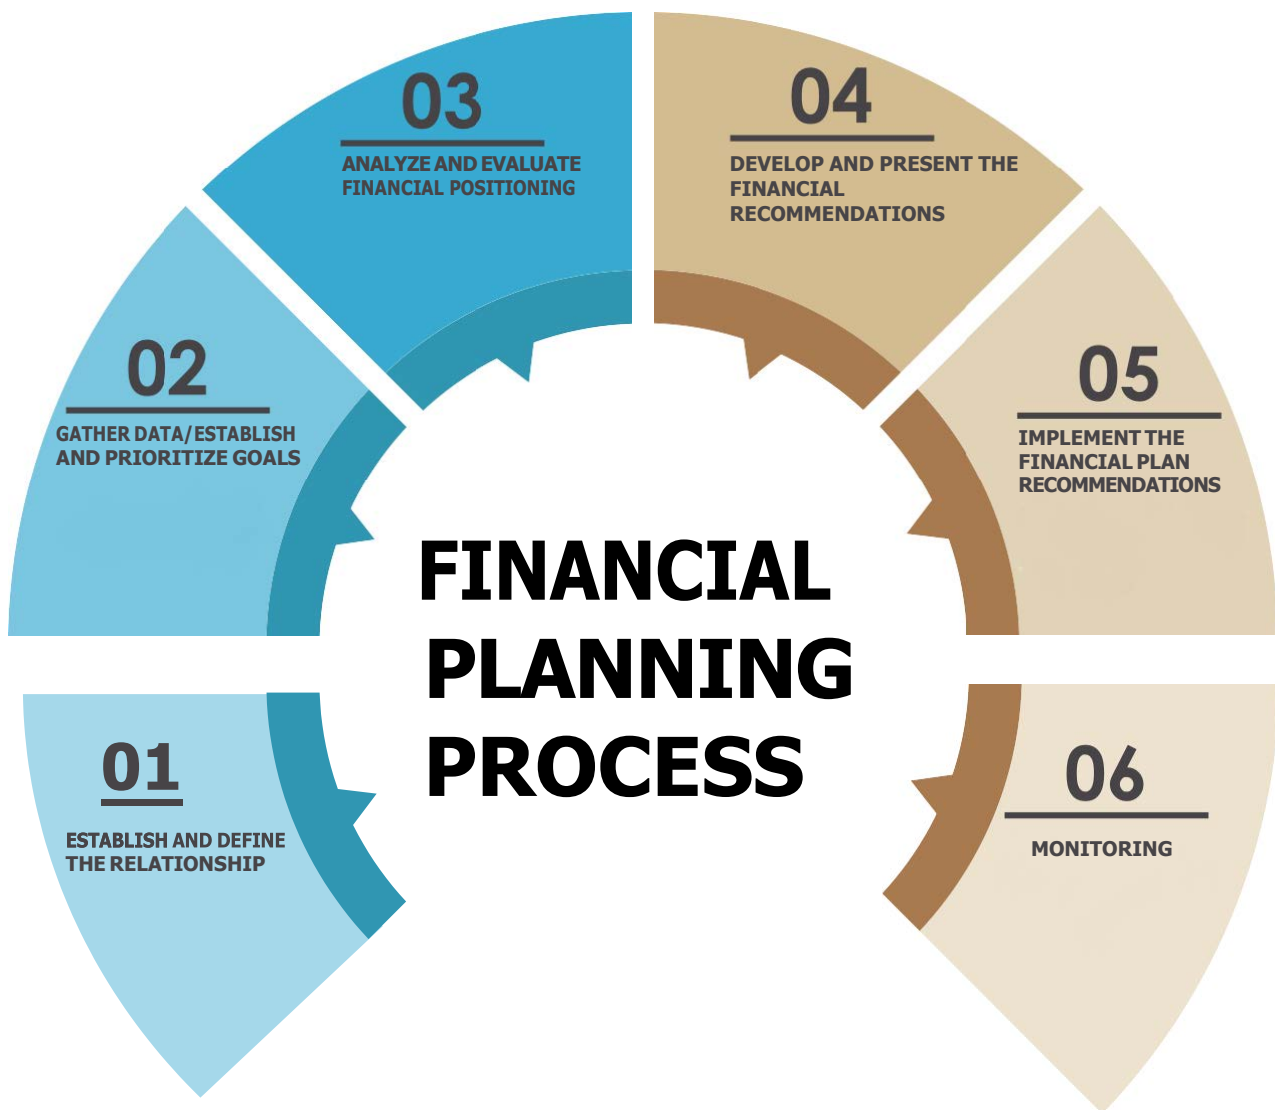 03
ANALYZE AND EVALUATE
FINANCIAL POSITIONING
04
DEVELOP AND PRESENT THE
FINANCIAL
RECOMMENDATIONS
02
GATHER DATA/ESTABLISH
AND PRIORITIZE GOALS
05
IMPLEMENT THE
FINANCIAL PLAN
RECOMMENDATIONS
FINANCIAL
PLANNING
PROCESS
01
ESTABLISH AND DEFINE
THE RELATIONSHIP
06
MONITORING